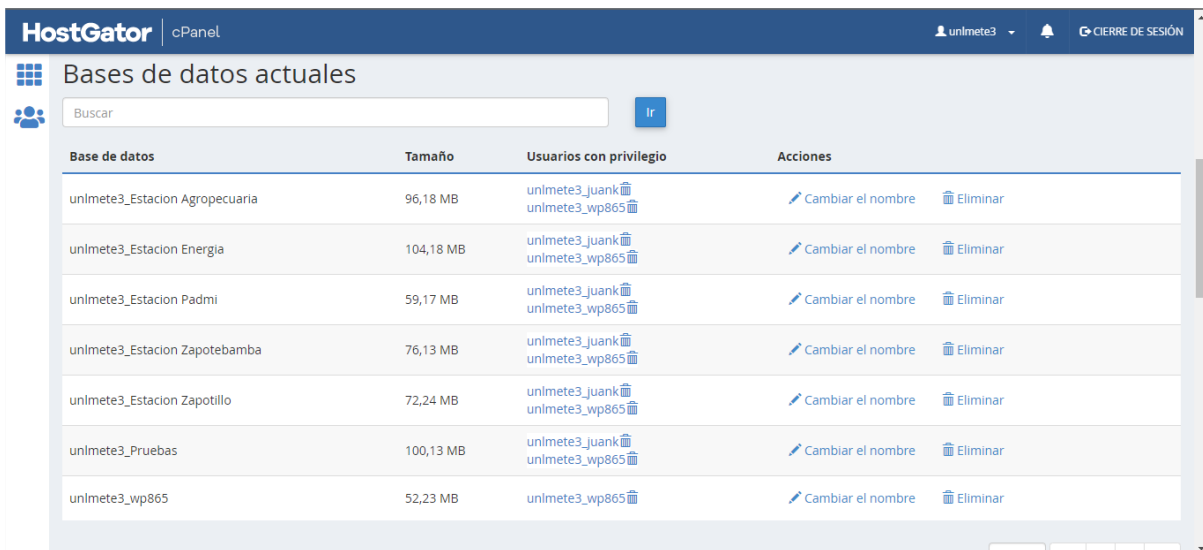 HostGator cPanel unlmete3 CIERRE DE SESIÓN
Bases de datos actuales
Buscar Ir
Base de datos Tamaño Usuarios con privilegio Acciones
unlmete3_Estacion Agropecuaria 96,18 MB unlmete3_juank Cambiar el nombre Eliminar
unlmete3_wp865
unlmete3_Estacion Energia 104,18 MB unlmete3_juank Cambiar el nombre Eliminar
unlmete3_wp865
unlmete3_Estacion Padmi 59,17 MB unlmete3_juank Cambiar el nombre Eliminar
unlmete3_wp865
unlmete3_Estacion Zapotebamba 76,13 MB unlmete3_juank Cambiar el nombre Eliminar
unlmete3_wp865
unlmete3_Estacion Zapotillo 72,24 MB unlmete3_juank Cambiar el nombre Eliminar
unlmete3_wp865
unlmete3_Pruebas 100,13 MB unlmete3_juank Cambiar el nombre Eliminar
unlmete3_wp865
unlmete3_wp865 52,23 MB unlmete3_wp865 Cambiar el nombre Eliminar